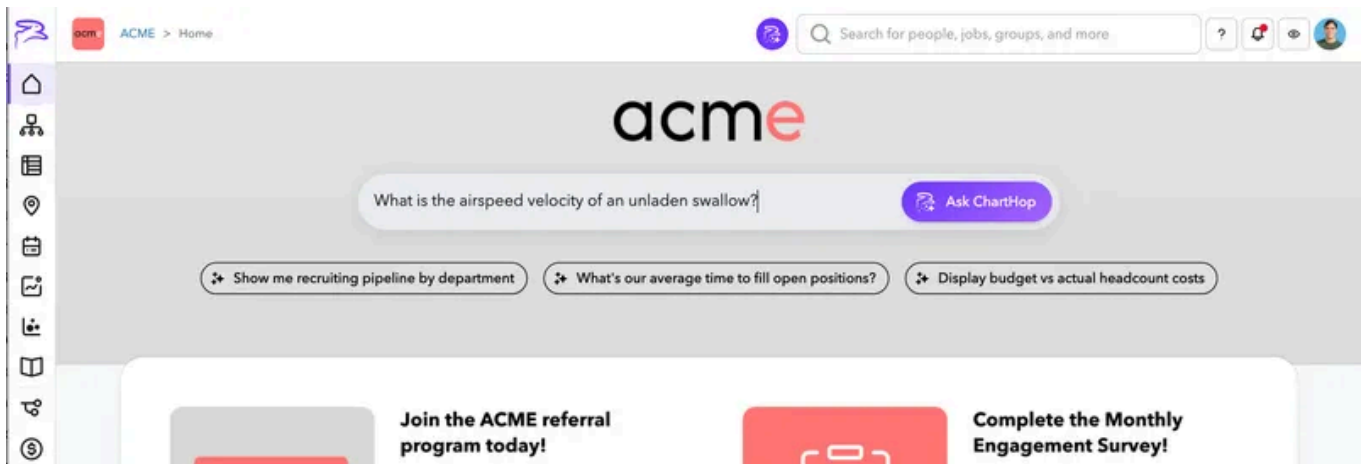 acme
ACME > Home
Search for people, jobs, groups, and more
?
acme
What is the airspeed velocity of an unladen swallow?
Ask ChartHop
Show me recruiting pipeline by department
What's our average time to fill open positions?
Display budget vs actual headcount costs
Join the ACME referral
program today!
Complete the Monthly
Engagement Survey!